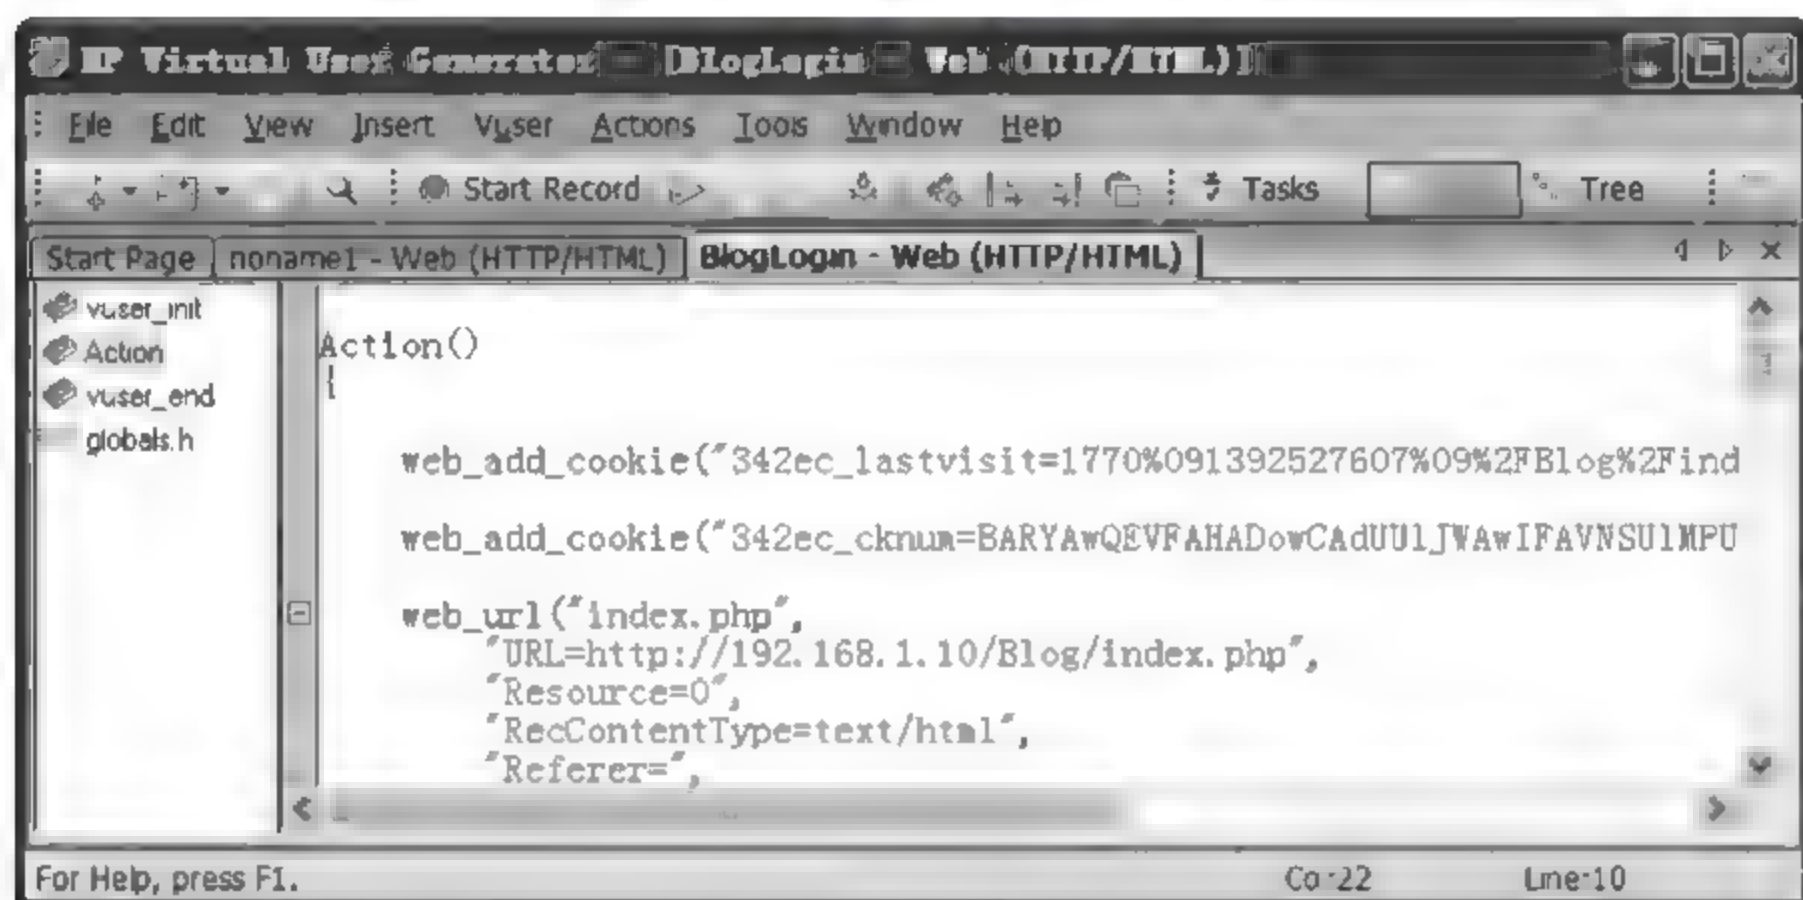 HP Virtual User Generator - [BlogLogin - Web (HTTP/HTML)]
File Edit View Insert Vuser Actions Tools Window Help
Start Record Tasks Tree
Start Page noname1 - Web (HTTP/HTML) BlogLogin - Web (HTTP/HTML)
vuser_init
Action
vuser_end
globals.h
Action()
{
web_add_cookie("342ec_lastvisit=1770%091392527607%09%2FBlog%2Find
web_add_cookie("342ec_cknum=BARYAwQEVFAHADowCAdUU1JWAwIFAVNSU1MPU
web_url("index.php",
"URL=http://192.168.1.10/Blog/index.php",
"Resource=0",
"RecContentType=text/html",
"Referer=",
For Help, press F1. Col:22 Line:10